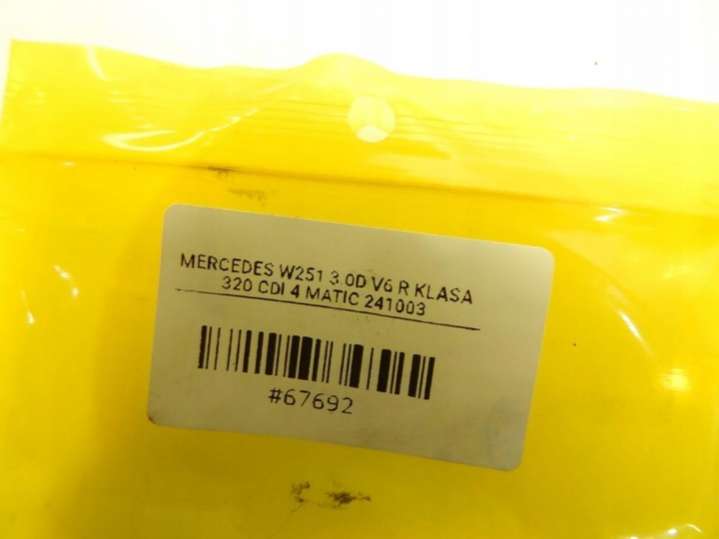 MERCEDES W251 3.0D V6 R KLASA
320 CDI 4 MATIC 241003
#67692